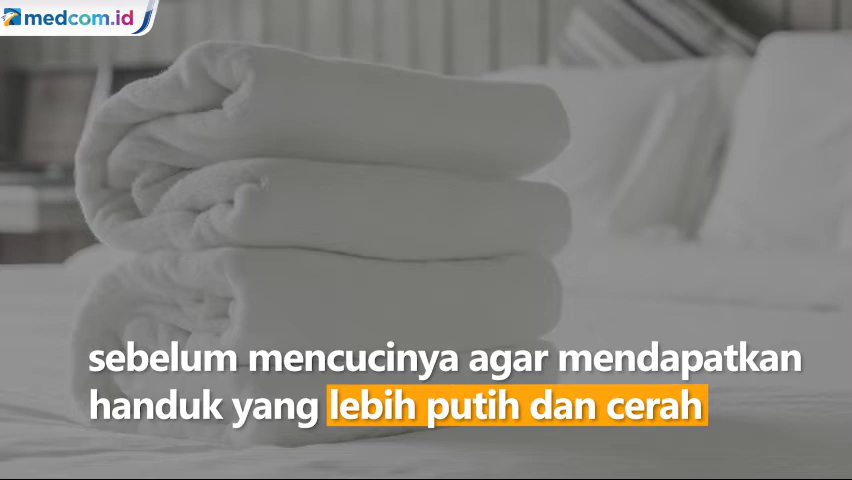 medcom.id
sebelum mencucinya agar mendapatkan
handuk yang lebih putih dan cerah